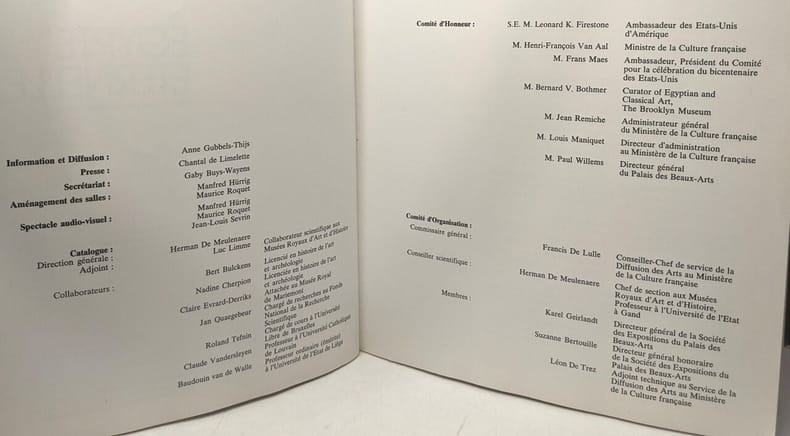 Information et Diffusion : Anne Gubbels-Thijs
Presse : Chantal de Limelette
Secrétariat : Gaby Buys-Wayens
Aménagement des salles : Manfred Hürrig
Maurice Roquet
Spectacle audio-visuel : Manfred Hürrig
Maurice Roquet
Jean-Louis Sevrin
Catalogue :
Direction générale : Herman De Meulenaere
Adjoint : Luc Limme Collaborateur scientifique aux
Musées Royaux d'Art et d'Histoire
Collaborateurs : Bert Bulckens Licencié en histoire de l'art
et archéologie
Nadine Cherpion Licenciée en histoire de l'art
et archéologie
Claire Evrard-Derriks Attachée au Musée Royal
de Mariemont
Jan Quaegebeur Chargé de recherches au Fonds
National de la Recherche
Scientifique
Roland Tefnin Chargé de cours à l'Université
Libre de Bruxelles
Claude Vandersleyen Professeur à l'Université Catholique
de Louvain
Baudouin van de Walle Professeur ordinaire (émérite)
à l'Université de l'Etat de Liège
Comité d'Honneur : S.E. M. Leonard K. Firestone Ambassadeur des Etats-Unis
d'Amérique
M. Henri-François Van Aal Ministre de la Culture française
M. Frans Maes Ambassadeur, Président du Comité
pour la célébration du bicentenaire
des Etats-Unis
M. Bernard V. Bothmer Curator of Egyptian and
Classical Art,
The Brooklyn Museum
M. Jean Remiche Administrateur général
du Ministère de la Culture française
M. Louis Maniquet Directeur d'administration
au Ministère de la Culture française
M. Paul Willems Directeur général
du Palais des Beaux-Arts
Comité d'Organisation :
Commissaire général : Francis De Lulle Conseiller-Chef de service de la
Diffusion des Arts au Ministère
de la Culture française
Conseiller scientifique : Herman De Meulenaere Chef de section aux Musées
Royaux d'Art et d'Histoire,
Professeur à l'Université de l'Etat
à Gand
Membres : Karel Geirlandt Directeur général de la Société
des Expositions du Palais des
Beaux-Arts
Suzanne Bertouille Directeur général honoraire
de la Société des Expositions du
Palais des Beaux-Arts
Léon De Trez Adjoint technique au Service de la
Diffusion des Arts au Ministère
de la Culture française